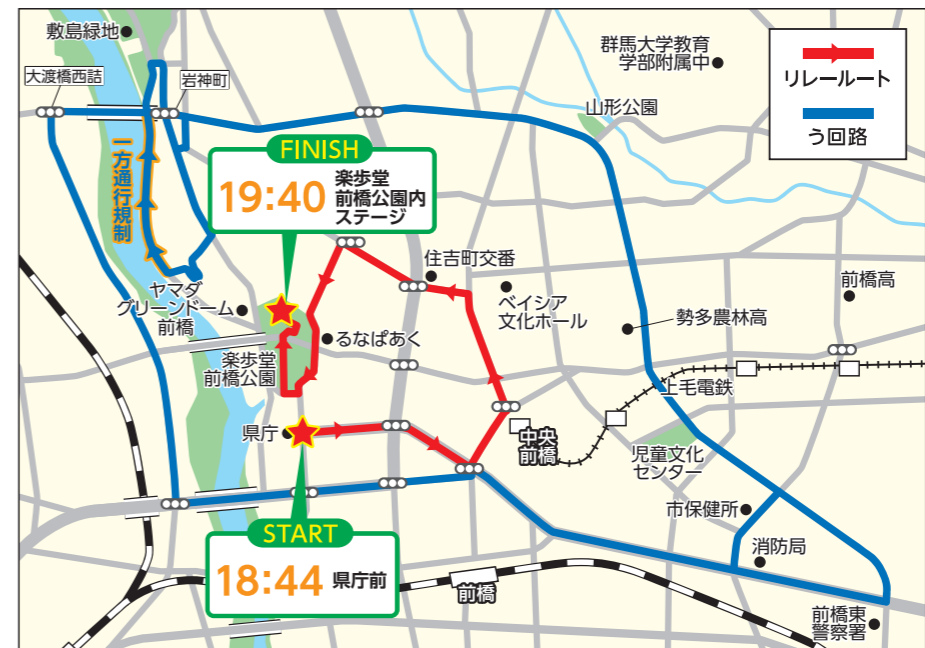 敷島緑地
大渡橋西詰
岩神町
群馬大学教育
学部附属中
山形公園
リレールート
う回路
一方通行規制
FINISH
19:40
楽歩堂
前橋公園内
ステージ
住吉町交番
ベイシア
文化ホール
前橋高
勢多農林高
ヤマダ
グリーンドーム
前橋
るなぱあく
楽歩堂
前橋公園
上毛電鉄
県庁
中央
前橋
児童文化
センター
市保健所
消防局
START
18:44
県庁前
前橋
前橋東
警察署